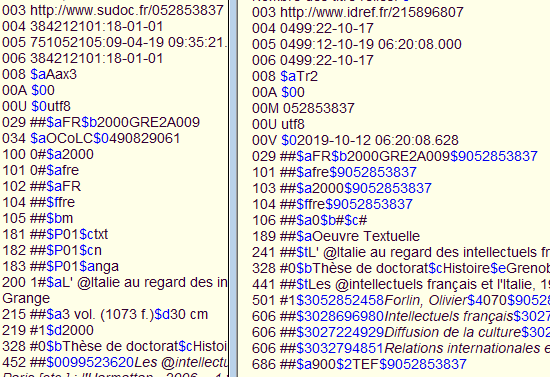 003 http://www.sudoc.fr/052853837
004 384212101:18-01-01
005 751052105:09-04-19 09:35:21.
006 384212101:18-01-01
008 $aAax3
00A $00
00U $0utf8
029 ##$aFR$b2000GRE2A009
034 $aOCoLC$0490829061
100 0#$a2000
101 0#$afre
102 ##$aFR
104 ##$ffre
105 ##$bm
181 ##$P01$ctxt
182 ##$P01$cn
183 ##$P01$anga
200 1#$aL' @Italie au regard des in
Grange
215 ##$a3 vol. (1073 f.)$d30 cm
219 #1$d2000
328 #0$bThèse de doctorat$cHistoi
452 ##$0099523620Les @intellectu
003 http://www.idref.fr/215896807
004 0499:22-10-17
005 0499:12-10-19 06:20:08.000
006 0499:22-10-17
008 $aTr2
00A $00
00M 052853837
00U utf8
00V $02019-10-12 06:20:08.628
029 ##$aFR$b2000GRE2A009$9052853837
101 ##$afre$9052853837
103 ##$a2000$9052853837
104 ##$ffre$9052853837
106 ##$a0$b#$c#
189 ##$aOeuvre Textuelle
241 ##$tL' @Italie au regard des intellectuels fr
328 #0$bThèse de doctorat$cHistoire$eGrenob
441 ##$tLes @intellectuels français et l'Italie, 19
501 #1$3052852458Forlin, Olivier$4070$90528
606 ##$3028696980Intellectuels français$3027
606 ##$3027224929Diffusion de la culture$302
606 ##$3032794851Relations internationales e
686 ##$a900$2TEF$9052853837